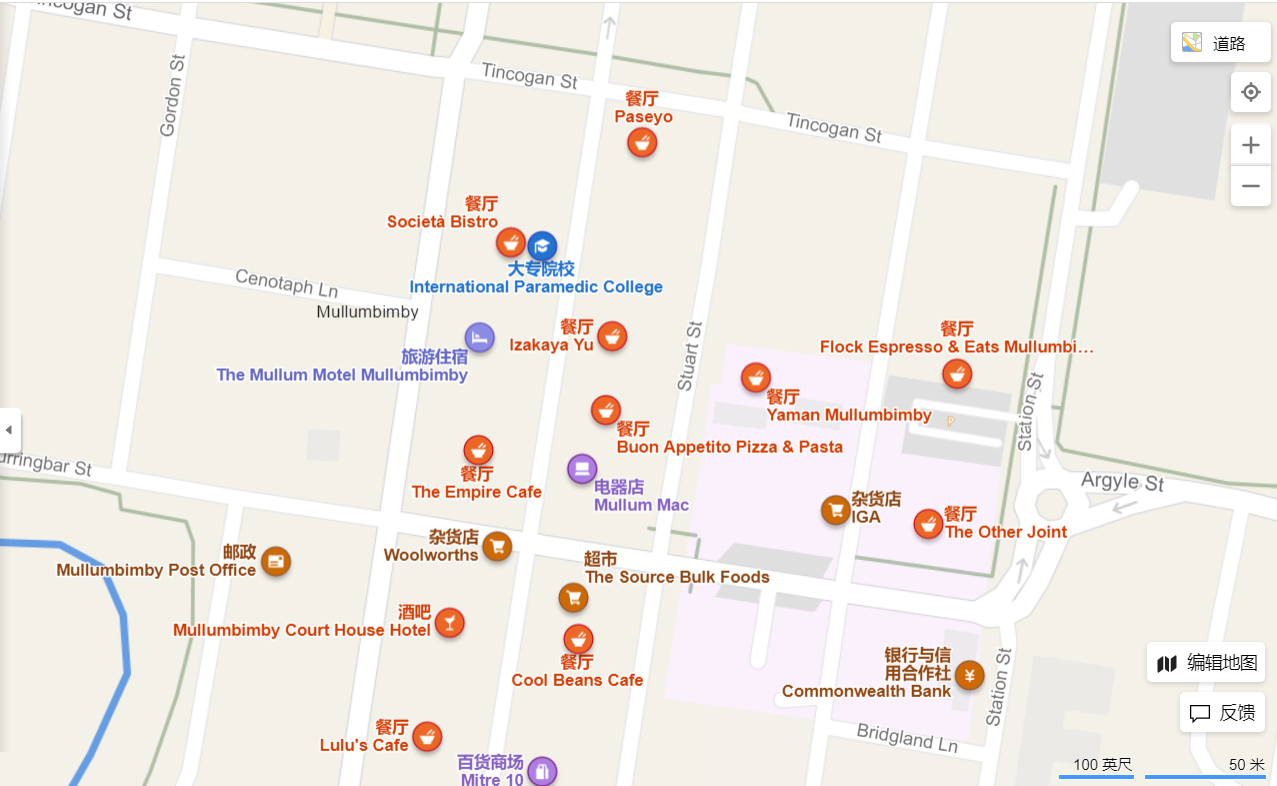 ncogan St
道路
Gordon St
Tincogan St
餐厅
Paseyo
Tincogan St
餐厅
Società Bistro
大专院校
International Paramedic College
Cenotaph Ln
Mullumbimby
餐厅
Izakaya Yu
餐厅
Flock Espresso & Eats Mullumbi…
旅游住宿
The Mullum Motel Mullumbimby
Stuart St
餐厅
Yaman Mullumbimby
Station St
P
餐厅
Buon Appetito Pizza & Pasta
urringbar St
餐厅
The Empire Cafe
电器店
Mullum Mac
Argyle St
杂货店
IGA
餐厅
The Other Joint
杂货店
Woolworths
邮政
Mullumbimby Post Office
超市
The Source Bulk Foods
酒吧
Mullumbimby Court House Hotel
餐厅
Cool Beans Cafe
银行与信
用合作社
Commonwealth Bank
¥
Station St
编辑地图
反馈
餐厅
Lulu's Cafe
Bridgland Ln
百货商场
Mitre 10
100 英尺
50 米